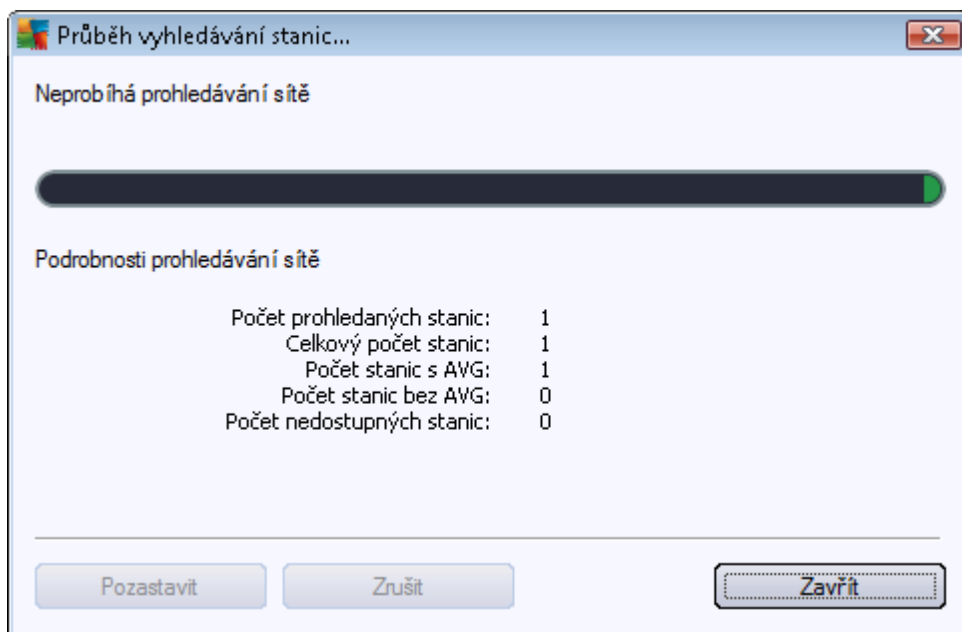 Průběh vyhledávání stanic...
Neprobíhá prohledávání sítě
Podrobnosti prohledávání sítě
Počet prohledaných stanic: 1
Celkový počet stanic: 1
Počet stanic s AVG: 1
Počet stanic bez AVG: 0
Počet nedostupných stanic: 0
Pozastavit Zrušit Zavřít